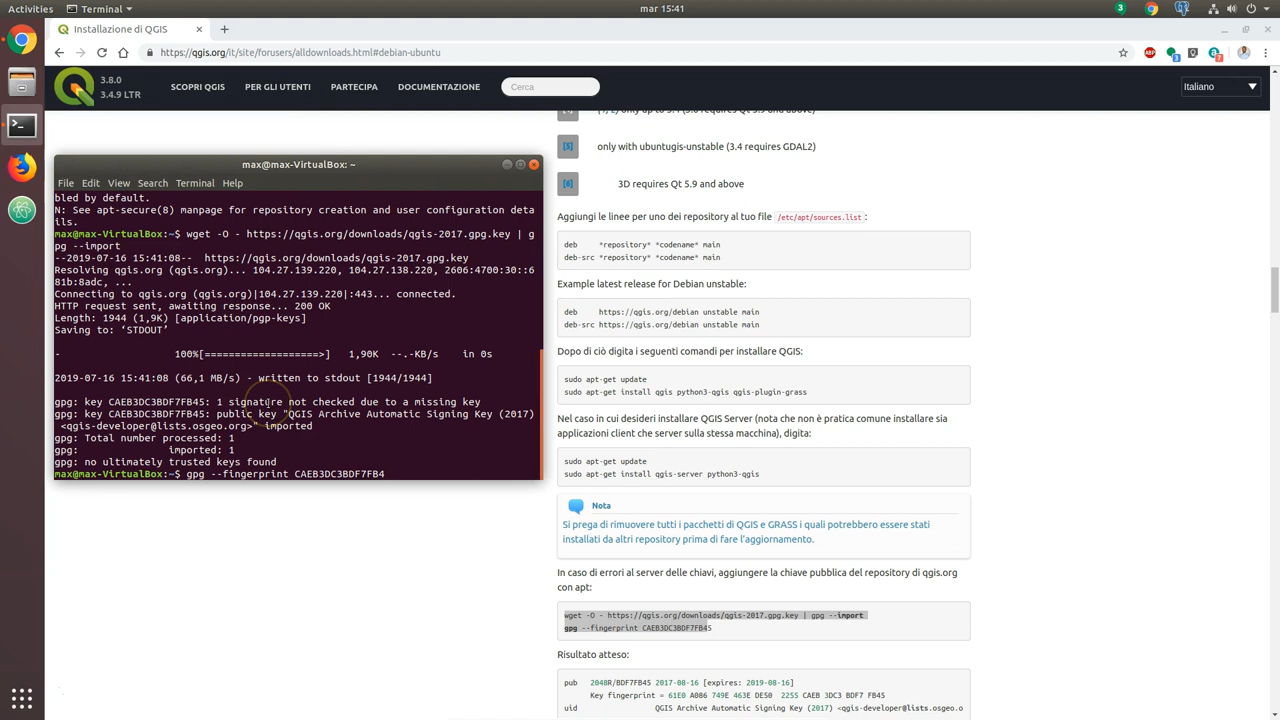 Activities
Terminal
mar 15:41
3
Installazione di QGIS
https://qgis.org/it/site/forusers/alldownloads.html#debian-ubuntu
3.8.0
3.4.9 LTR
SCOPRI QGIS
PER GLI UTENTI
PARTECIPA
DOCUMENTAZIONE
Cerca
Italiano
max@max-VirtualBox: ~
File Edit View Search Terminal Help
bled by default.
N: See apt-secure(8) manpage for repository creation and user configuration deta
ils.
max@max-VirtualBox:~$ wget -O - https://qgis.org/downloads/qgis-2017.gpg.key | g
pg --import
--2019-07-16 15:41:08-- https://qgis.org/downloads/qgis-2017.gpg.key
Resolving qgis.org (qgis.org)... 104.27.139.220, 104.27.138.220, 2606:4700:30::6
81b:8adc, ...
Connecting to qgis.org (qgis.org)|104.27.139.220|:443... connected.
HTTP request sent, awaiting response... 200 OK
Length: 1944 (1,9K) [application/pgp-keys]
Saving to: ‘STDOUT’
- 100%[===================>] 1,90K --.-KB/s in 0s
2019-07-16 15:41:08 (66,1 MB/s) - written to stdout [1944/1944]
gpg: key CAEB3DC3BDF7FB45: 1 signature not checked due to a missing key
gpg: key CAEB3DC3BDF7FB45: public key "QGIS Archive Automatic Signing Key (2017)
<qgis-developer@lists.osgeo.org>" imported
gpg: Total number processed: 1
gpg: imported: 1
gpg: no ultimately trusted keys found
max@max-VirtualBox:~$ gpg --fingerprint CAEB3DC3BDF7FB4
only up to 3.4 (3.6 requires Qt 5.9 and above)
[5] only with ubuntugis-unstable (3.4 requires GDAL2)
[6] 3D requires Qt 5.9 and above
Aggiungi le linee per uno dei repository al tuo file /etc/apt/sources.list :
deb *repository* *codename* main
deb-src *repository* *codename* main
Example latest release for Debian unstable:
deb https://qgis.org/debian unstable main
deb-src https://qgis.org/debian unstable main
Dopo di ciò digita i seguenti comandi per installare QGIS:
sudo apt-get update
sudo apt-get install qgis python3-qgis qgis-plugin-grass
Nel caso in cui desideri installare QGIS Server (nota che non è pratica comune installare sia
applicazioni client che server sulla stessa macchina), digita:
sudo apt-get update
sudo apt-get install qgis-server python3-qgis
Nota
Si prega di rimuovere tutti i pacchetti di QGIS e GRASS i quali potrebbero essere stati
installati da altri repository prima di fare l’aggiornamento.
In caso di errori al server delle chiavi, aggiungere la chiave pubblica del repository di qgis.org
con apt:
wget -O - https://qgis.org/downloads/qgis-2017.gpg.key | gpg --import
gpg --fingerprint CAEB3DC3BDF7FB45
Risultato atteso:
pub 2048R/BDF7FB45 2017-08-16 [expires: 2019-08-16]
Key fingerprint = 61E0 A086 749E 463E DE50 2255 CAEB 3DC3 BDF7 FB45
uid QGIS Archive Automatic Signing Key (2017) <qgis-developer@lists.osgeo.o